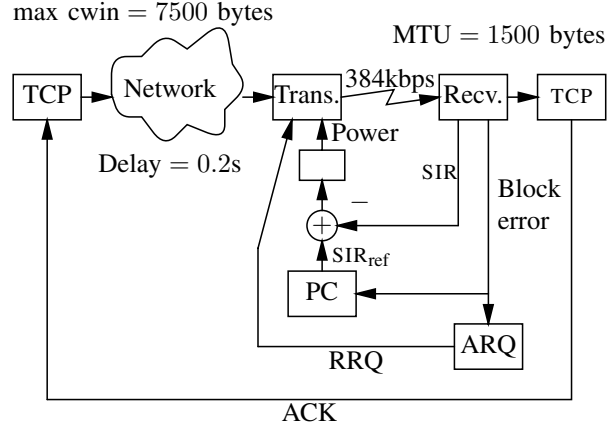 max cwin = 7500 bytes
MTU = 1500 bytes
TCP
Network
Trans.
384kbps
Recv.
TCP
Delay = 0.2s
Power
SIR
Block
error
−
+
SIRref
PC
RRQ
ARQ
ACK